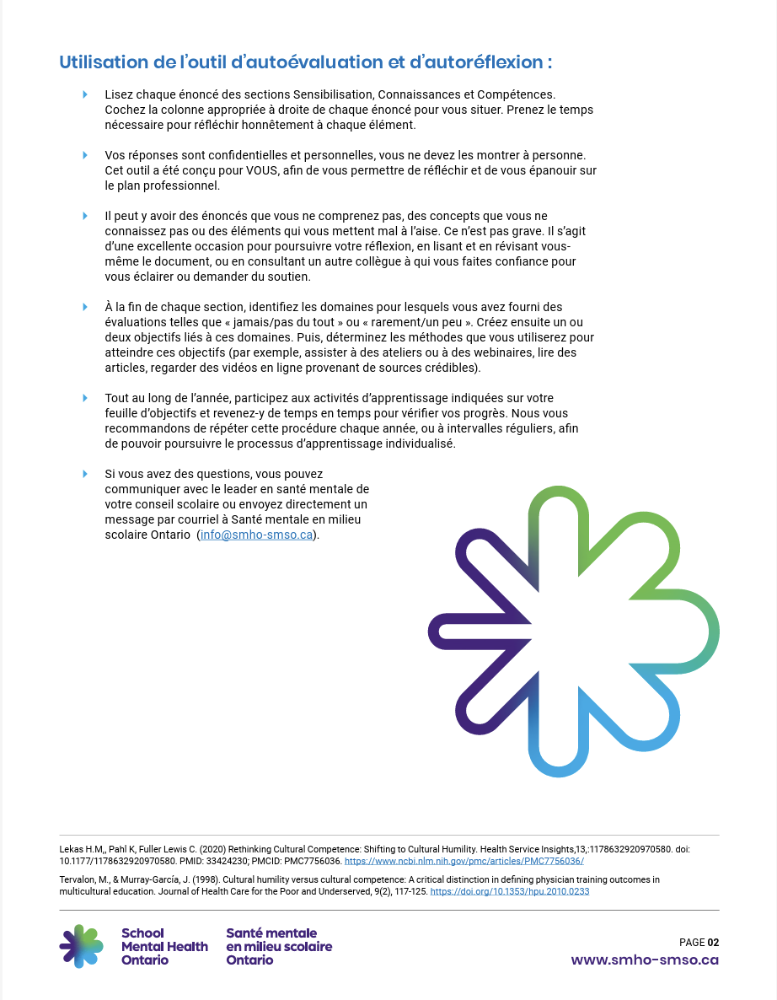 Utilisation de l’outil d’autoévaluation et d’autoréflexion :
Lisez chaque énoncé des sections Sensibilisation, Connaissances et Compétences.
Cochez la colonne appropriée à droite de chaque énoncé pour vous situer. Prenez le temps
nécessaire pour réfléchir honnêtement à chaque élément.
Vos réponses sont confidentielles et personnelles, vous ne devez les montrer à personne.
Cet outil a été conçu pour VOUS, afin de vous permettre de réfléchir et de vous épanouir sur
le plan professionnel.
Il peut y avoir des énoncés que vous ne comprenez pas, des concepts que vous ne
connaissez pas ou des éléments qui vous mettent mal à l’aise. Ce n’est pas grave. Il s’agit
d’une excellente occasion pour poursuivre votre réflexion, en lisant et en révisant vous-
même le document, ou en consultant un autre collègue à qui vous faites confiance pour
vous éclairer ou demander du soutien.
À la fin de chaque section, identifiez les domaines pour lesquels vous avez fourni des
évaluations telles que « jamais/pas du tout » ou « rarement/un peu ». Créez ensuite un ou
deux objectifs liés à ces domaines. Puis, déterminez les méthodes que vous utiliserez pour
atteindre ces objectifs (par exemple, assister à des ateliers ou à des webinaires, lire des
articles, regarder des vidéos en ligne provenant de sources crédibles).
Tout au long de l’année, participez aux activités d’apprentissage indiquées sur votre
feuille d’objectifs et revenez-y de temps en temps pour vérifier vos progrès. Nous vous
recommandons de répéter cette procédure chaque année, ou à intervalles réguliers, afin
de pouvoir poursuivre le processus d’apprentissage individualisé.
Si vous avez des questions, vous pouvez
communiquer avec le leader en santé mentale de
votre conseil scolaire ou envoyez directement un
message par courriel à Santé mentale en milieu
scolaire Ontario (info@smho-smso.ca).
Lekas H.M,, Pahl K, Fuller Lewis C. (2020) Rethinking Cultural Competence: Shifting to Cultural Humility. Health Service Insights,13,:1178632920970580. doi:
10.1177/1178632920970580. PMID: 33424230; PMCID: PMC7756036. https://www.ncbi.nlm.nih.gov/pmc/articles/PMC7756036/
Tervalon, M., & Murray-García, J. (1998). Cultural humility versus cultural competence: A critical distinction in defining physician training outcomes in
multicultural education. Journal of Health Care for the Poor and Underserved, 9(2), 117-125. https://doi.org/10.1353/hpu.2010.0233
School
Mental Health
Ontario
Santé mentale
en milieu scolaire
Ontario
PAGE 02
www.smho-smso.ca